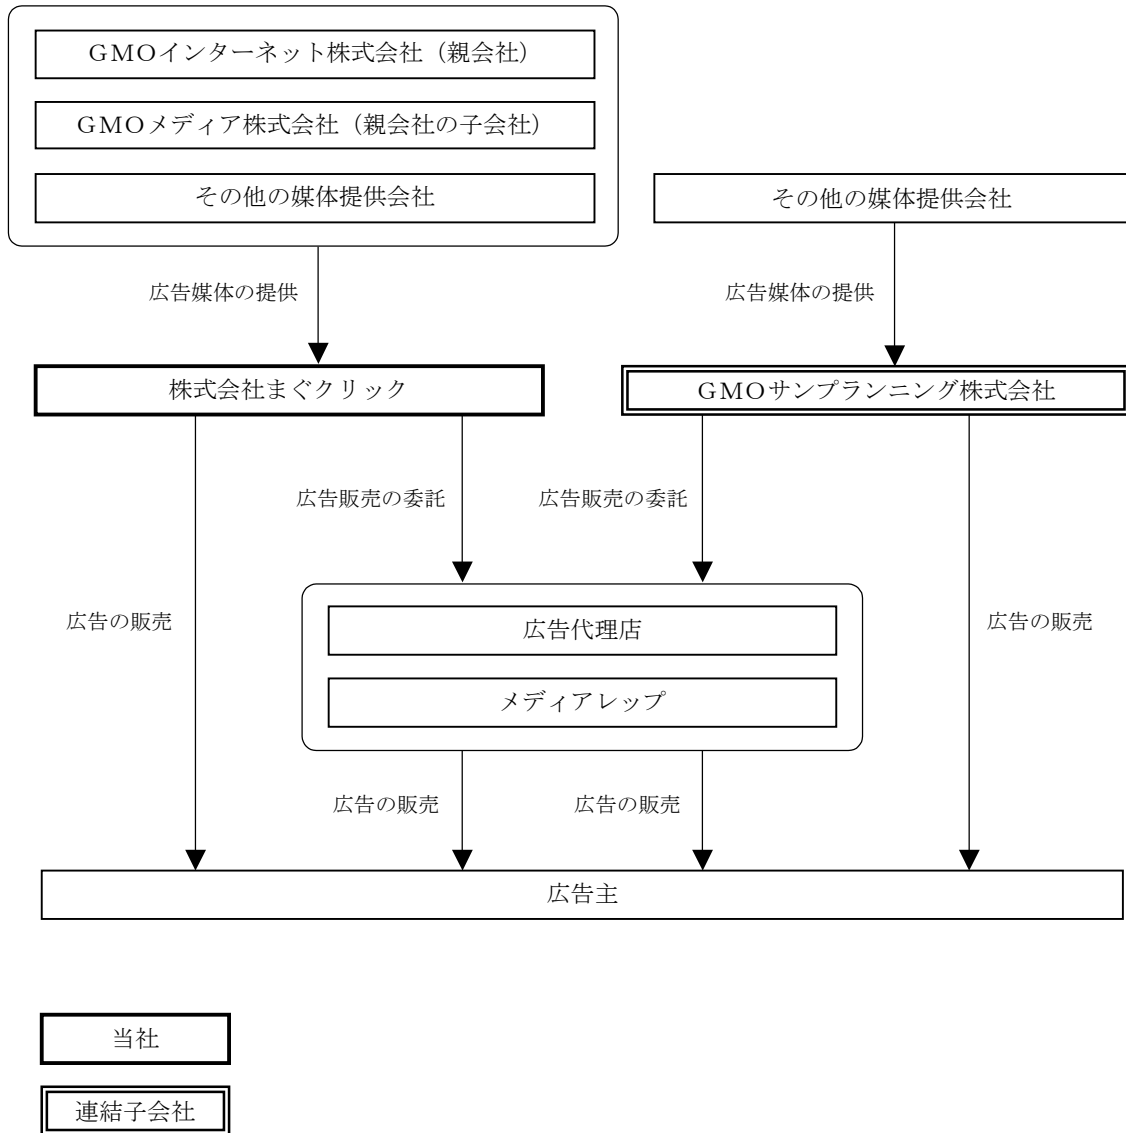 GMOインターネット株式会社（親会社）
GMOメディア株式会社（親会社の子会社）
その他の媒体提供会社
その他の媒体提供会社
広告媒体の提供
広告媒体の提供
株式会社まぐクリック
GMOサンプランニング株式会社
広告販売の委託
広告販売の委託
広告の販売
広告代理店
広告の販売
メディアレップ
広告の販売
広告の販売
広告主
当社
連結子会社